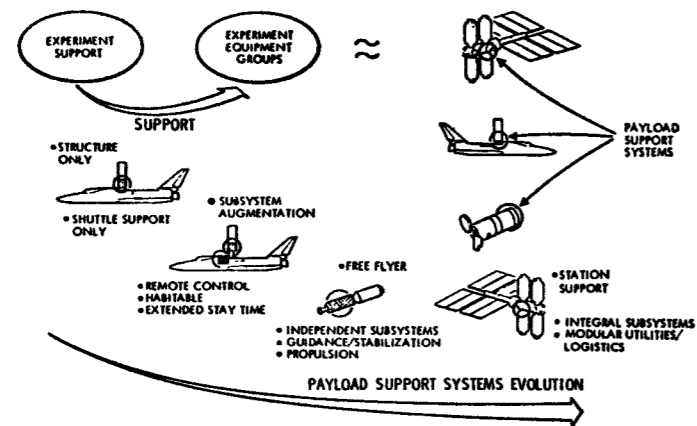 EXPERIMENT
SUPPORT
EXPERIMENT
EQUIPMENT
GROUPS
≈
SUPPORT
PAYLOAD
SUPPORT
SYSTEMS
•STRUCTURE
ONLY
• SHUTTLE SUPPORT
ONLY
• SUBSYSTEM
AUGMENTATION
• REMOTE CONTROL
• HABITABLE
• EXTENDED STAY TIME
•FREE FLYER
• INDEPENDENT SUBSYSTEMS
• GUIDANCE/STABILIZATION
• PROPULSION
•STATION
SUPPORT
• INTEGRAL SUBSYSTEMS
• MODULAR UTILITIES/
LOGISTICS
PAYLOAD SUPPORT SYSTEMS EVOLUTION